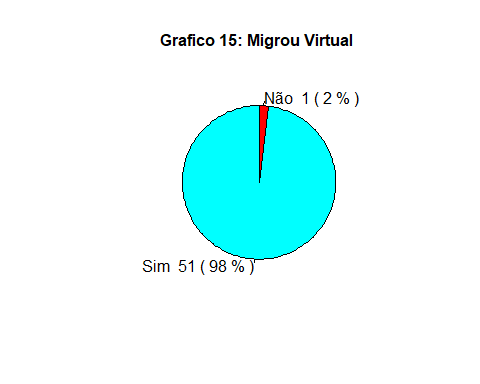 Grafico 15: Migrou Virtual
Não 1 ( 2 % )
Sim 51 ( 98 % )